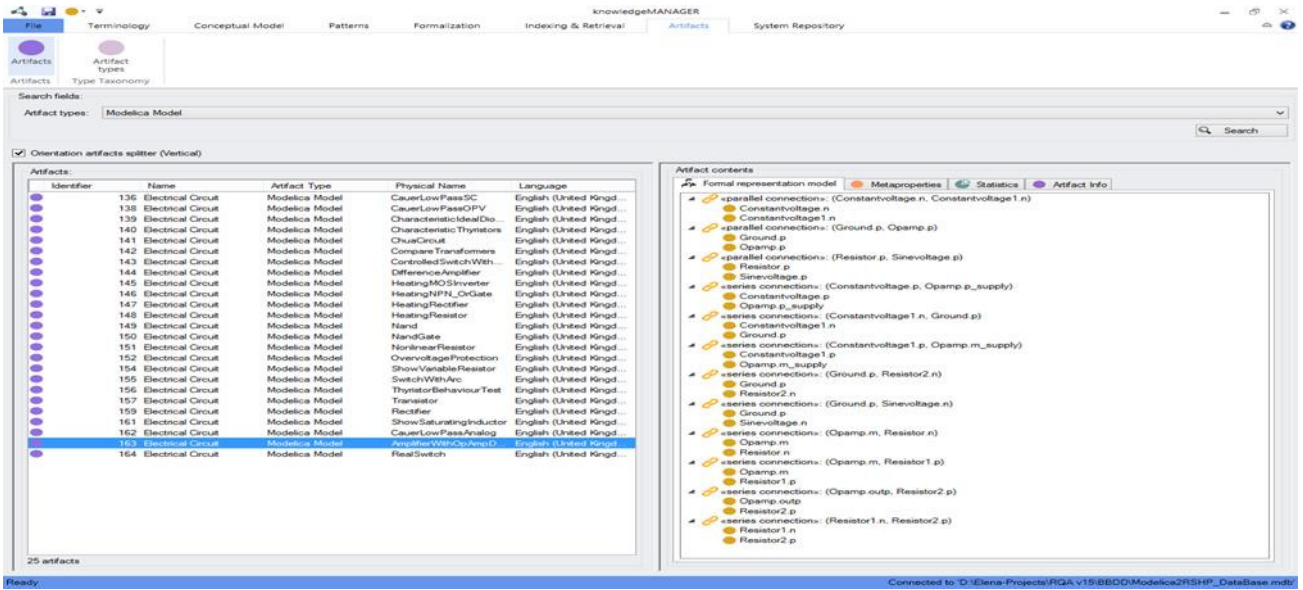 knowledgeMANAGER
File Terminology Conceptual Model Patterns Formalization Indexing & Retrieval Artifacts System Repository
Artifacts Artifact types
Artifacts Type Taxonomy
Search fields:
Artifact types: Modelica Model
Search
Orientation artifacts splitter (Vertical)
Artifacts:
Identifier Name Artifact Type Physical Name Language
136 Electrical Circuit Modelica Model CauerLowPassSC English (United Kingd...
138 Electrical Circuit Modelica Model CauerLowPassOPV English (United Kingd...
139 Electrical Circuit Modelica Model CharacteristicIdealDio... English (United Kingd...
140 Electrical Circuit Modelica Model CharacteristicThyristors English (United Kingd...
141 Electrical Circuit Modelica Model ChuaCircuit English (United Kingd...
142 Electrical Circuit Modelica Model CompareTransformers English (United Kingd...
143 Electrical Circuit Modelica Model ControlledSwitchWith... English (United Kingd...
144 Electrical Circuit Modelica Model DifferenceAmplifier English (United Kingd...
145 Electrical Circuit Modelica Model HeatingMOSInverter English (United Kingd...
146 Electrical Circuit Modelica Model HeatingNPN_OrGate English (United Kingd...
147 Electrical Circuit Modelica Model HeatingRectifier English (United Kingd...
148 Electrical Circuit Modelica Model HeatingResistor English (United Kingd...
149 Electrical Circuit Modelica Model Nand English (United Kingd...
150 Electrical Circuit Modelica Model NandGate English (United Kingd...
151 Electrical Circuit Modelica Model NonlinearResistor English (United Kingd...
152 Electrical Circuit Modelica Model OvervoltageProtection English (United Kingd...
154 Electrical Circuit Modelica Model ShowVariableResistor English (United Kingd...
155 Electrical Circuit Modelica Model SwitchWithArc English (United Kingd...
156 Electrical Circuit Modelica Model ThyristorBehaviourTest English (United Kingd...
157 Electrical Circuit Modelica Model Transistor English (United Kingd...
159 Electrical Circuit Modelica Model Rectifier English (United Kingd...
161 Electrical Circuit Modelica Model ShowSaturatingInductor English (United Kingd...
162 Electrical Circuit Modelica Model CauerLowPassAnalog English (United Kingd...
163 Electrical Circuit Modelica Model AmplifierWithOpAmpD... English (United Kingd...
164 Electrical Circuit Modelica Model RealSwitch English (United Kingd...
25 artifacts
Artifact contents
Formal representation model Metaproperties Statistics Artifact Info
«parallel connection»: (Constantvoltage.n, Constantvoltage1.n)
Constantvoltage.n
Constantvoltage1.n
«parallel connection»: (Ground.p, Opamp.p)
Ground.p
Opamp.p
«parallel connection»: (Resistor.p, Sinevoltage.p)
Resistor.p
Sinevoltage.p
«series connection»: (Constantvoltage.p, Opamp.p_supply)
Constantvoltage.p
Opamp.p_supply
«series connection»: (Constantvoltage1.n, Ground.p)
Constantvoltage1.n
Ground.p
«series connection»: (Constantvoltage1.p, Opamp.m_supply)
Constantvoltage1.p
Opamp.m_supply
«series connection»: (Ground.p, Resistor2.n)
Ground.p
Resistor2.n
«series connection»: (Ground.p, Sinevoltage.n)
Ground.p
Sinevoltage.n
«series connection»: (Opamp.m, Resistor.n)
Opamp.m
Resistor.n
«series connection»: (Opamp.m, Resistor1.p)
Opamp.m
Resistor1.p
«series connection»: (Opamp.outp, Resistor2.p)
Opamp.outp
Resistor2.p
«series connection»: (Resistor1.n, Resistor2.p)
Resistor1.n
Resistor2.p
Ready Connected to 'D:\Elena-Projects\RQA v15\BBDD\Modelica2RSHP_DataBase.mdb'